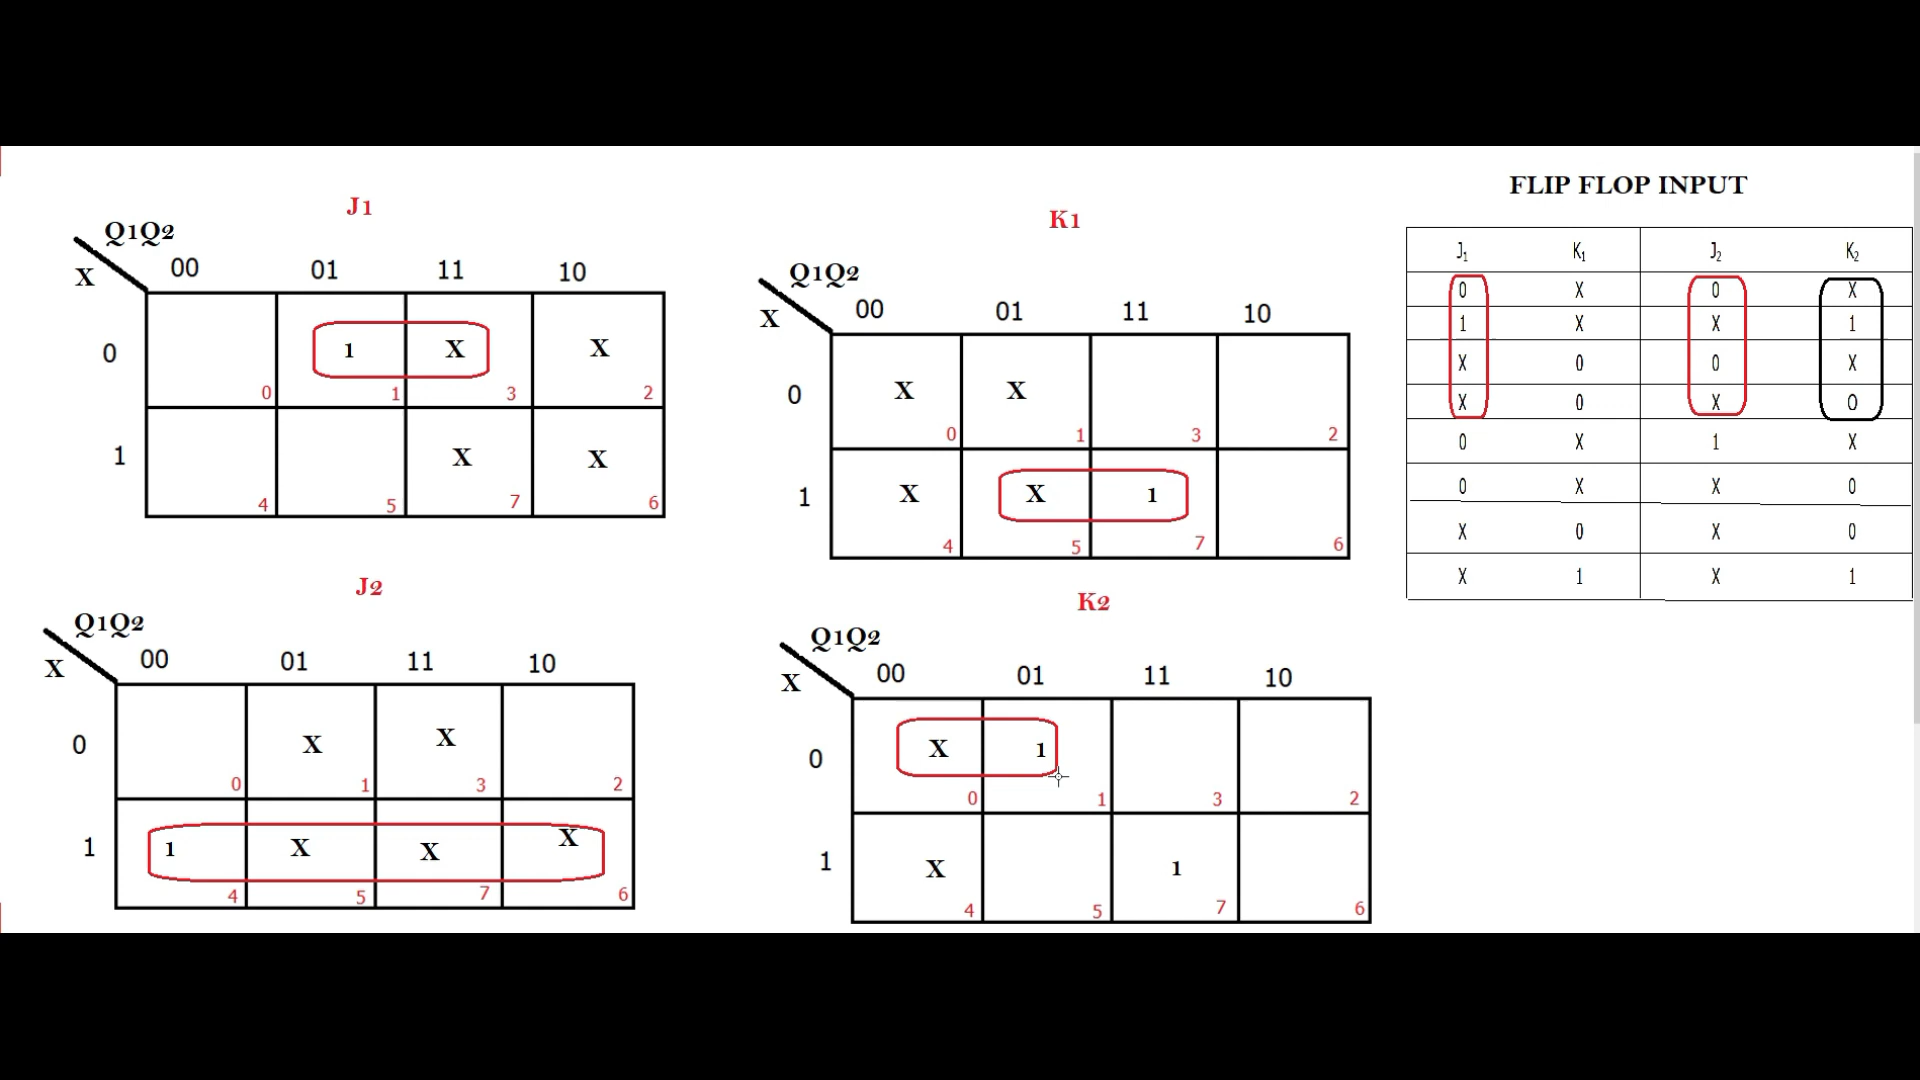 J1
Q1Q2
X
00 01 11 10
0 1 X X
0 1 3 2
1 X X
4 5 7 6
K1
Q1Q2
X
00 01 11 10
0 X X
0 1 3 2
1 X X 1
4 5 7 6
J2
Q1Q2
X
00 01 11 10
0 X X
0 1 3 2
1 1 X X X
4 5 7 6
K2
Q1Q2
X
00 01 11 10
0 X 1
0 1 3 2
1 X 1
4 5 7 6
FLIP FLOP INPUT
J₁ K₁ J₂ K₂
0 X 0 X
1 X X 1
X 0 0 X
X 0 X 0
0 X 1 X
0 X X 0
X 0 X 0
X 1 X 1